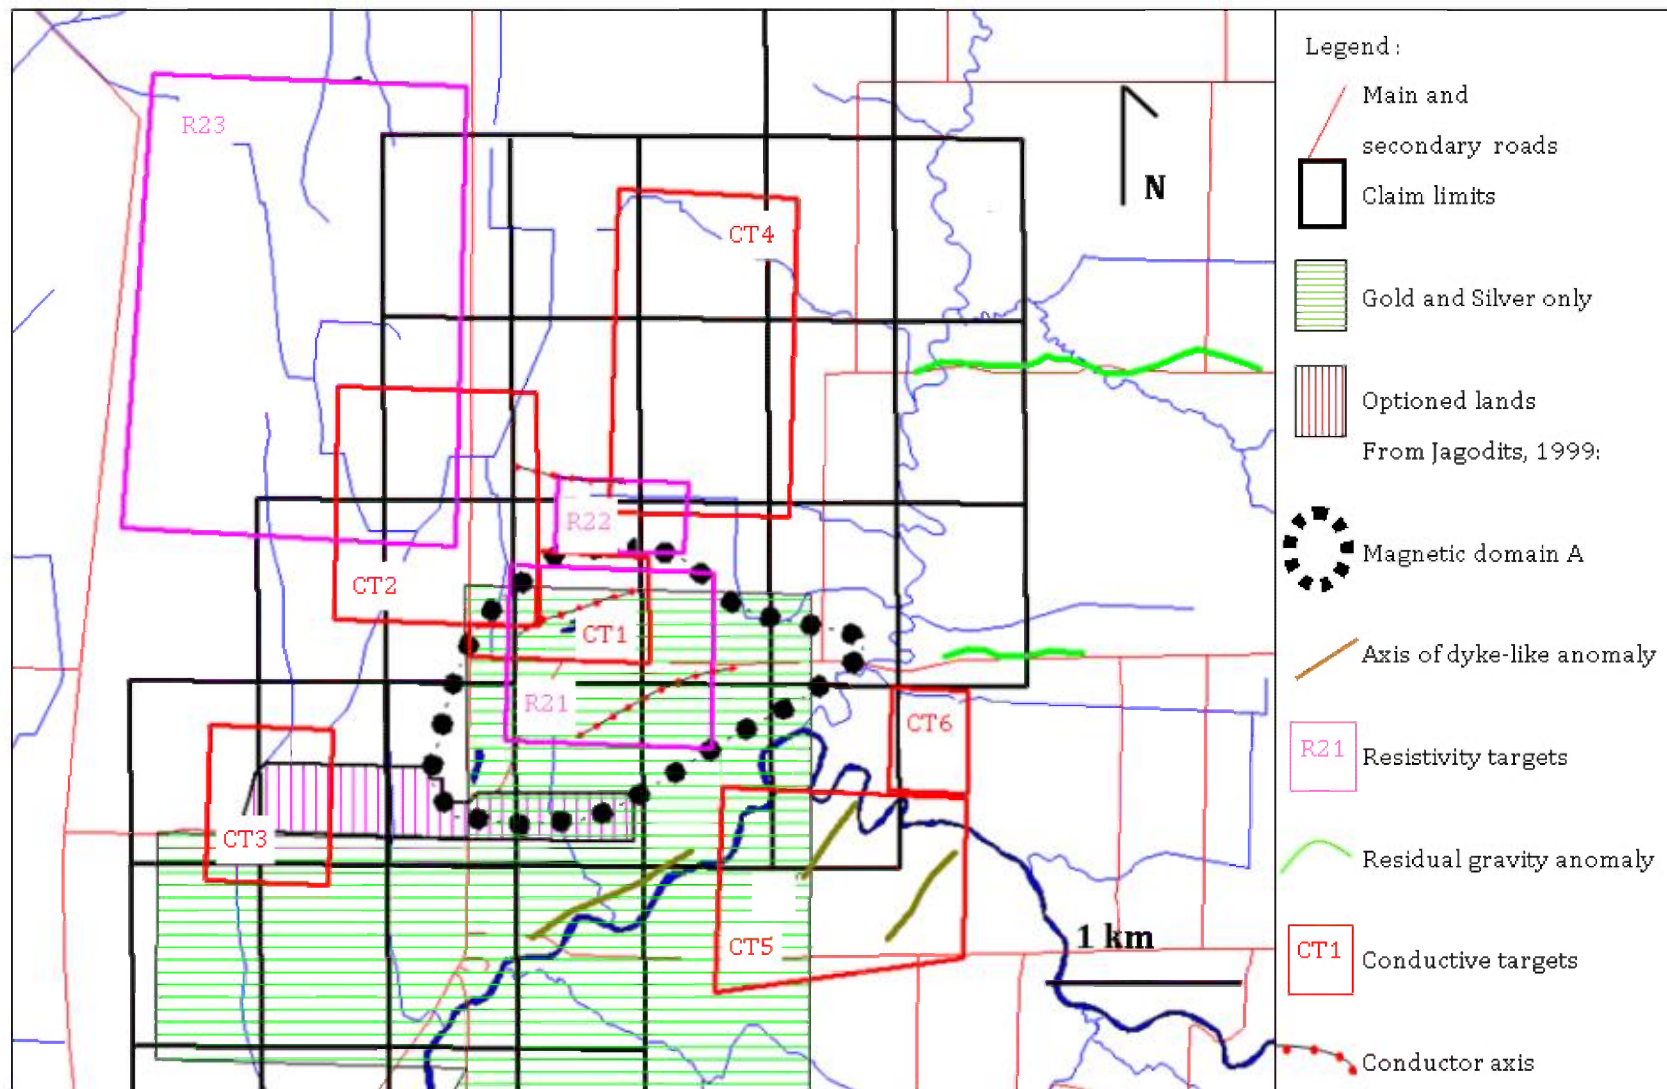 R23
CT4
N
R22
CT2
CT1
R21
CT6
CT3
CT5
1 km
Legend :
Main and
secondary roads
Claim limits
Gold and Silver only
Optioned lands
From Jagodits, 1999:
Magnetic domain A
Axis of dyke-like anomaly
R21
Resistivity targets
Residual gravity anomaly
CT1
Conductive targets
Conductor axis